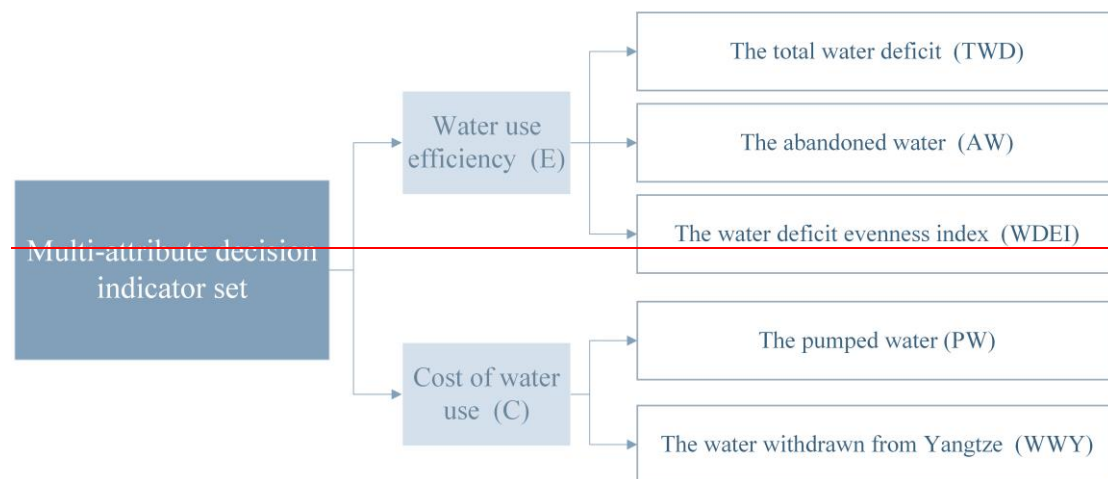 The total water deficit (TWD)
Water use
efficiency (E)
The abandoned water (AW)
The water deficit evenness index (WDEI)
Multi-attribute decision
indicator set
The pumped water (PW)
Cost of water
use (C)
The water withdrawn from Yangtze (WWY)